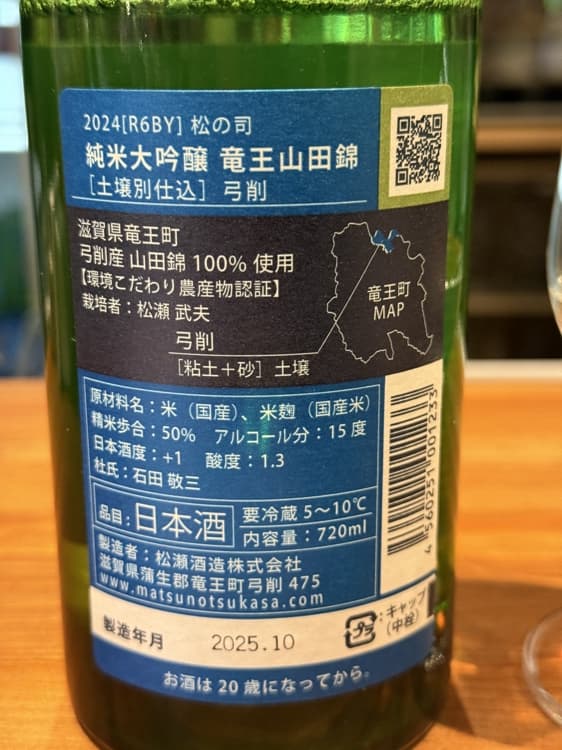 2024[R6BY] 松の司
純米大吟醸 竜王山田錦
［土壌別仕込］ 弓削
滋賀県竜王町
弓削産 山田錦 100% 使用
【環境こだわり農産物認証】
栽培者：松瀬 武夫
竜王町
MAP
弓削
［粘土＋砂］土壌
原材料名：米（国産）、米麹（国産米）
精米歩合：50% アルコール分：15 度
日本酒度：+1 酸度：1.3
杜氏：石田 敬三
品目：日本酒
要冷蔵 5～10℃
内容量：720ml
製造者：松瀬酒造株式会社
滋賀県蒲生郡竜王町弓削 475
www.matsunotsukasa.com
4 560251 001233
製造年月 2025.10
プラ
：キャップ
（中栓）
お酒は 20 歳になってから。